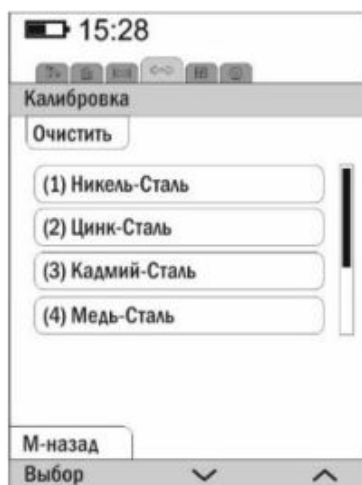 15:28
Калибровка
Очистить
(1) Никель-Сталь
(2) Цинк-Сталь
(3) Кадмий-Сталь
(4) Медь-Сталь
М-назад
Выбор